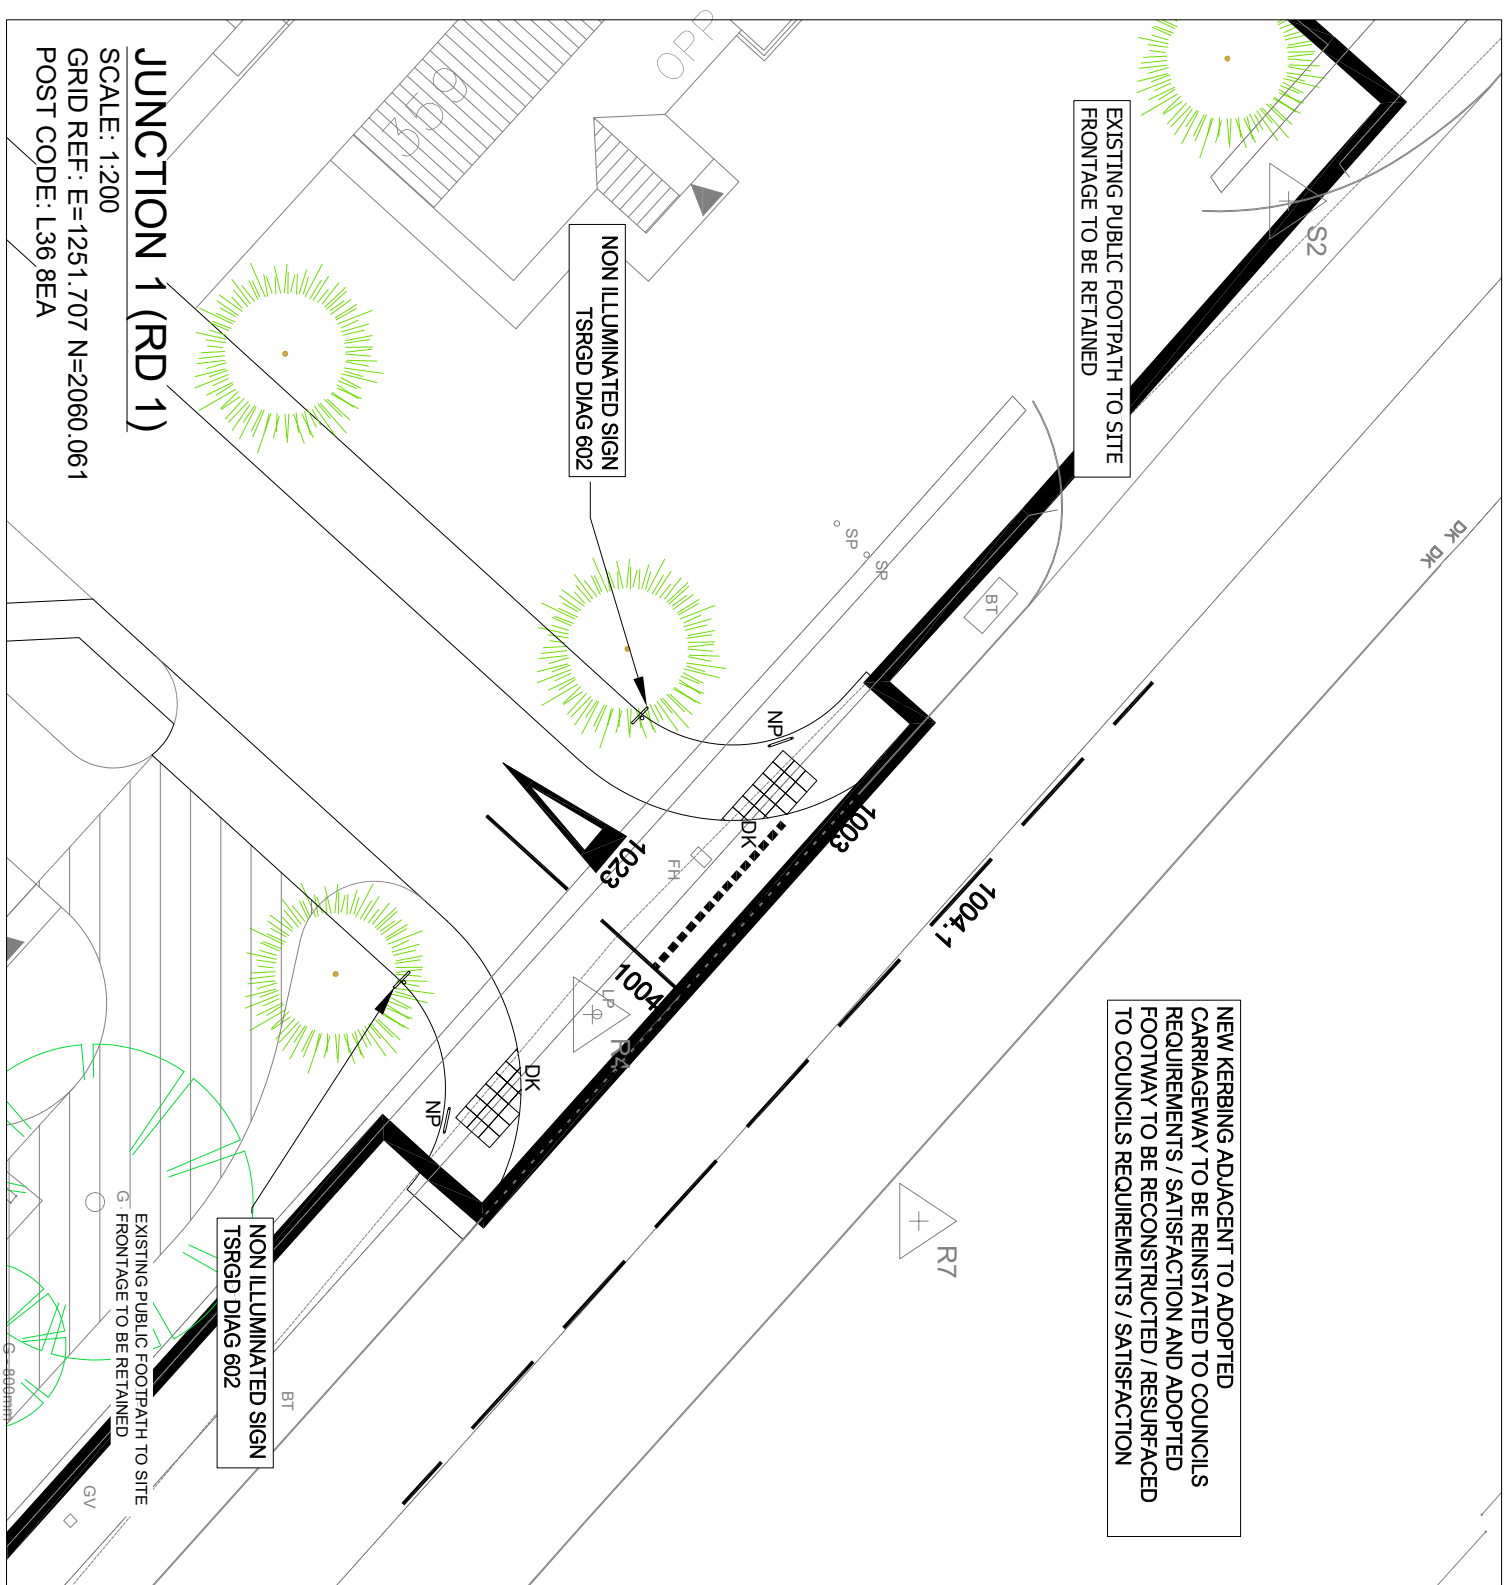 JUNCTION 1 (RD 1)
SCALE: 1:200
GRID REF: E=1251.707 N=2060.061
POST CODE: L36 8EA
359
OPP
NON ILLUMINATED SIGN
TSRGD DIAG 602
EXISTING PUBLIC FOOTPATH TO SITE
FRONTAGE TO BE RETAINED
S2
DK DK
DK
SP
SP
BT
NP
DK
1003
1023
FH
1004.1
1004
LP
R4
DK
NP
R7
NEW KERBING ADJACENT TO ADOPTED
CARRIAGEWAY TO BE REINSTATED TO COUNCILS
REQUIREMENTS / SATISFACTION AND ADOPTED
FOOTWAY TO BE RECONSTRUCTED / RESURFACED
TO COUNCILS REQUIREMENTS / SATISFACTION
NON ILLUMINATED SIGN
TSRGD DIAG 602
EXISTING PUBLIC FOOTPATH TO SITE
FRONTAGE TO BE RETAINED
G
BT
GV
G - 800mm